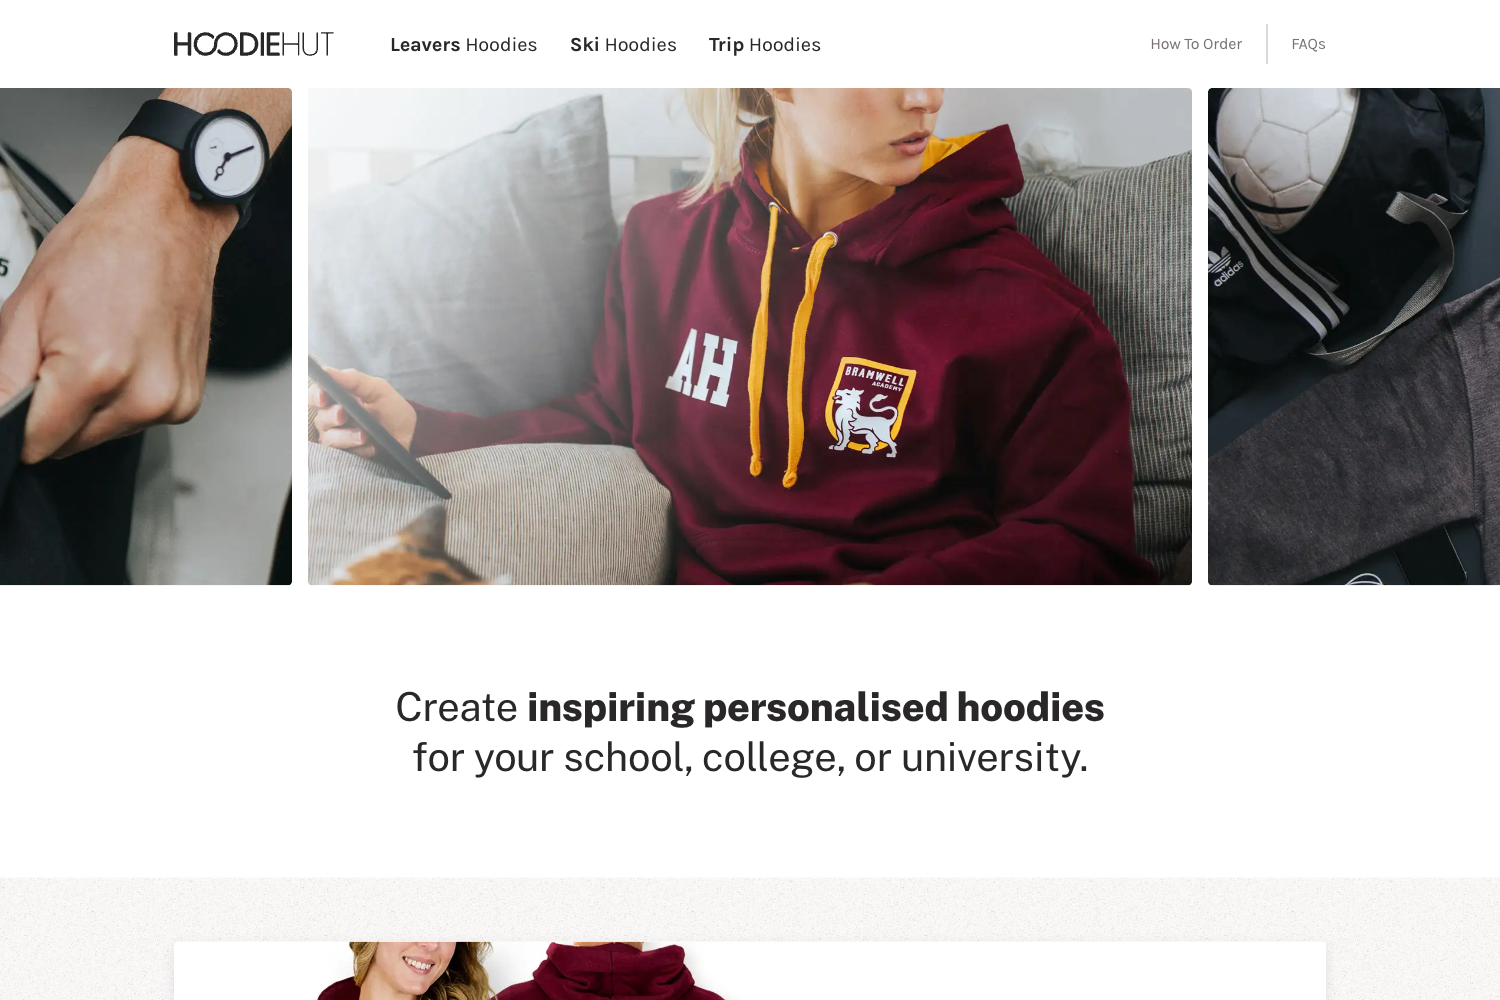 HOODIEHUT
Leavers Hoodies
Ski Hoodies
Trip Hoodies
How To Order
FAQs
5
AH
BRAMWELL
ACADEMY
adidas
Create inspiring personalised hoodies
for your school, college, or university.